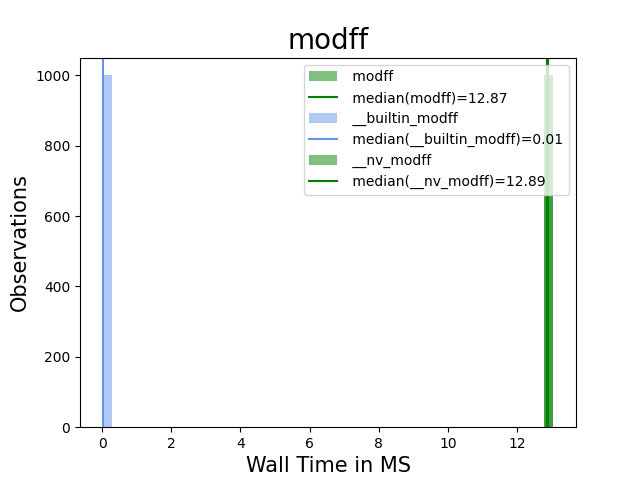 modff
modff
median(modff)=12.87
__builtin_modff
median(__builtin_modff)=0.01
__nv_modff
median(__nv_modff)=12.89
1000
800
600
400
200
0
Observations
0 2 4 6 8 10 12
Wall Time in MS